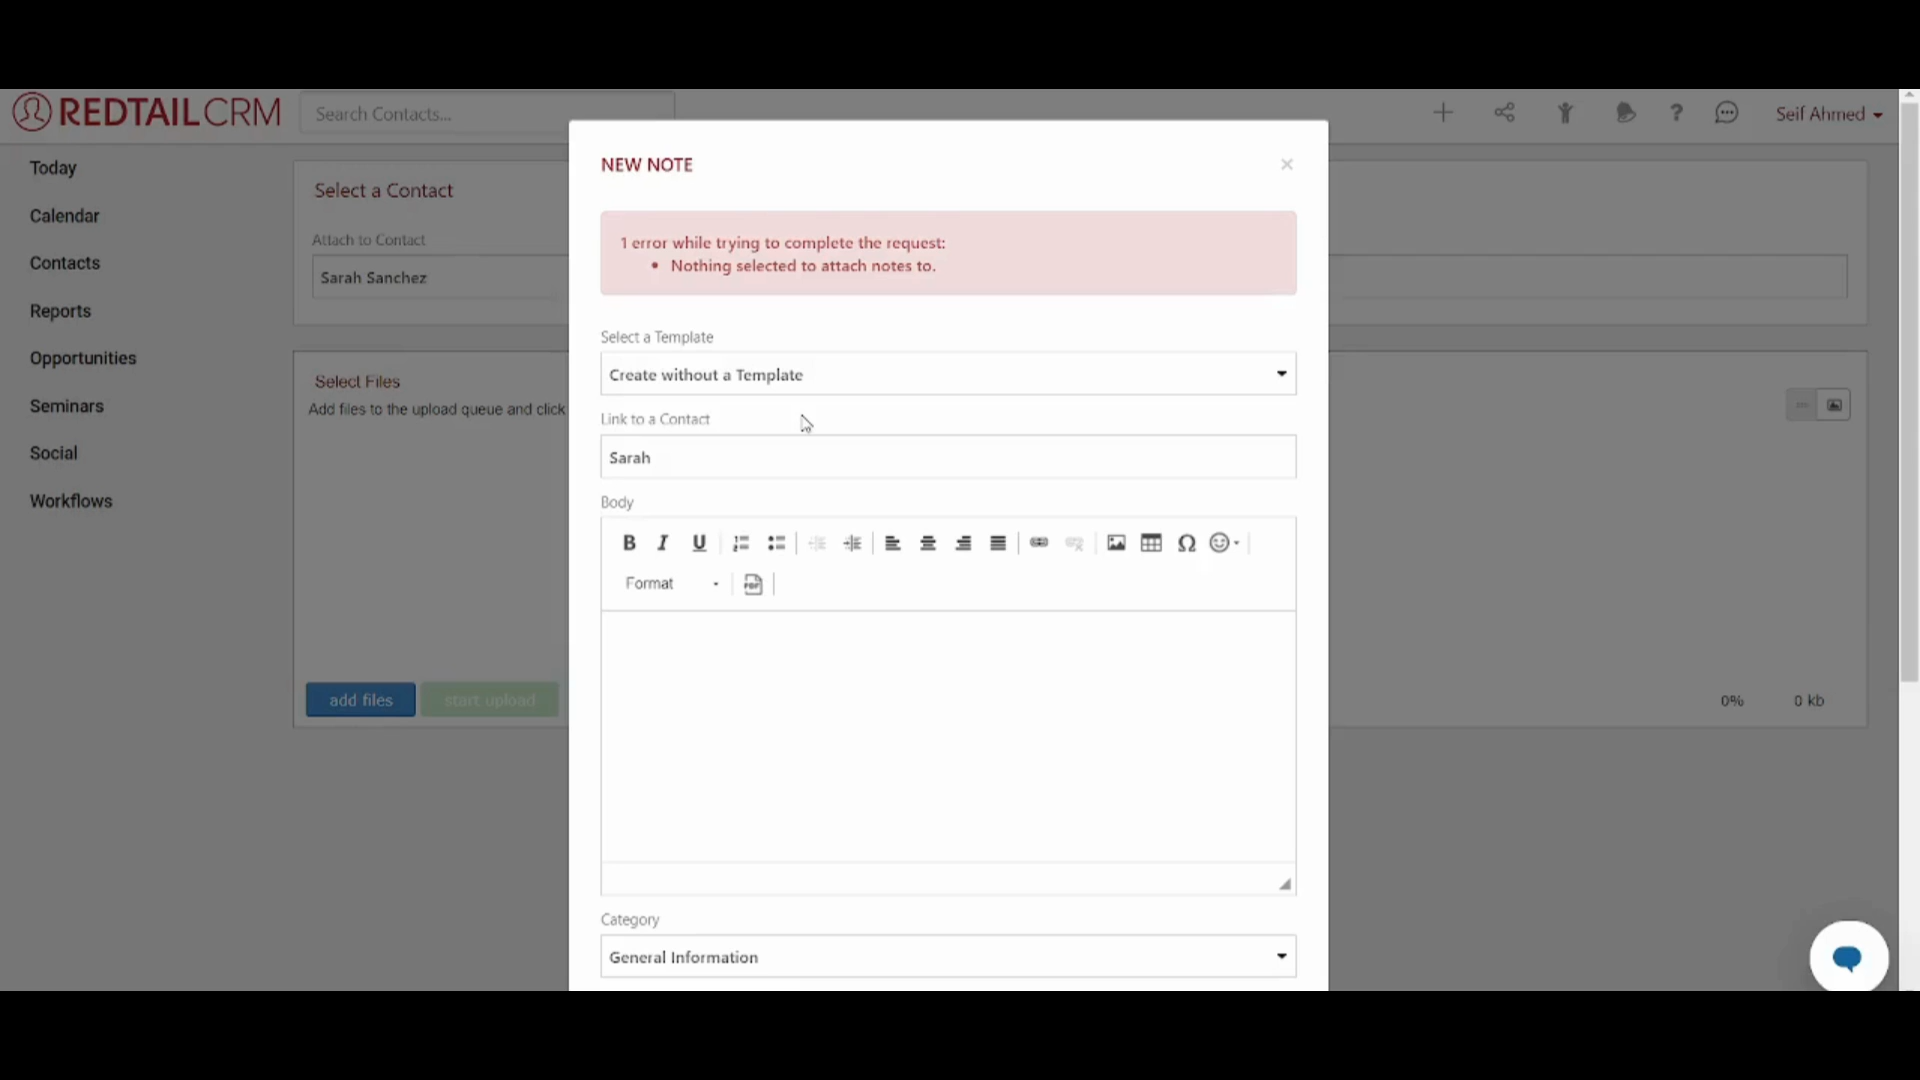 REDTAILCRM
Search Contacts...
Seif Ahmed
Today
Calendar
Contacts
Reports
Opportunities
Seminars
Social
Workflows
Select a Contact
Attach to Contact
Sarah Sanchez
Select Files
Add files to the upload queue and click
add files
start upload
0%
0 kb
NEW NOTE
×
1 error while trying to complete the request:
• Nothing selected to attach notes to.
Select a Template
Create without a Template
Link to a Contact
Sarah
Body
B I U Ω
Format
PDF
Category
General Information